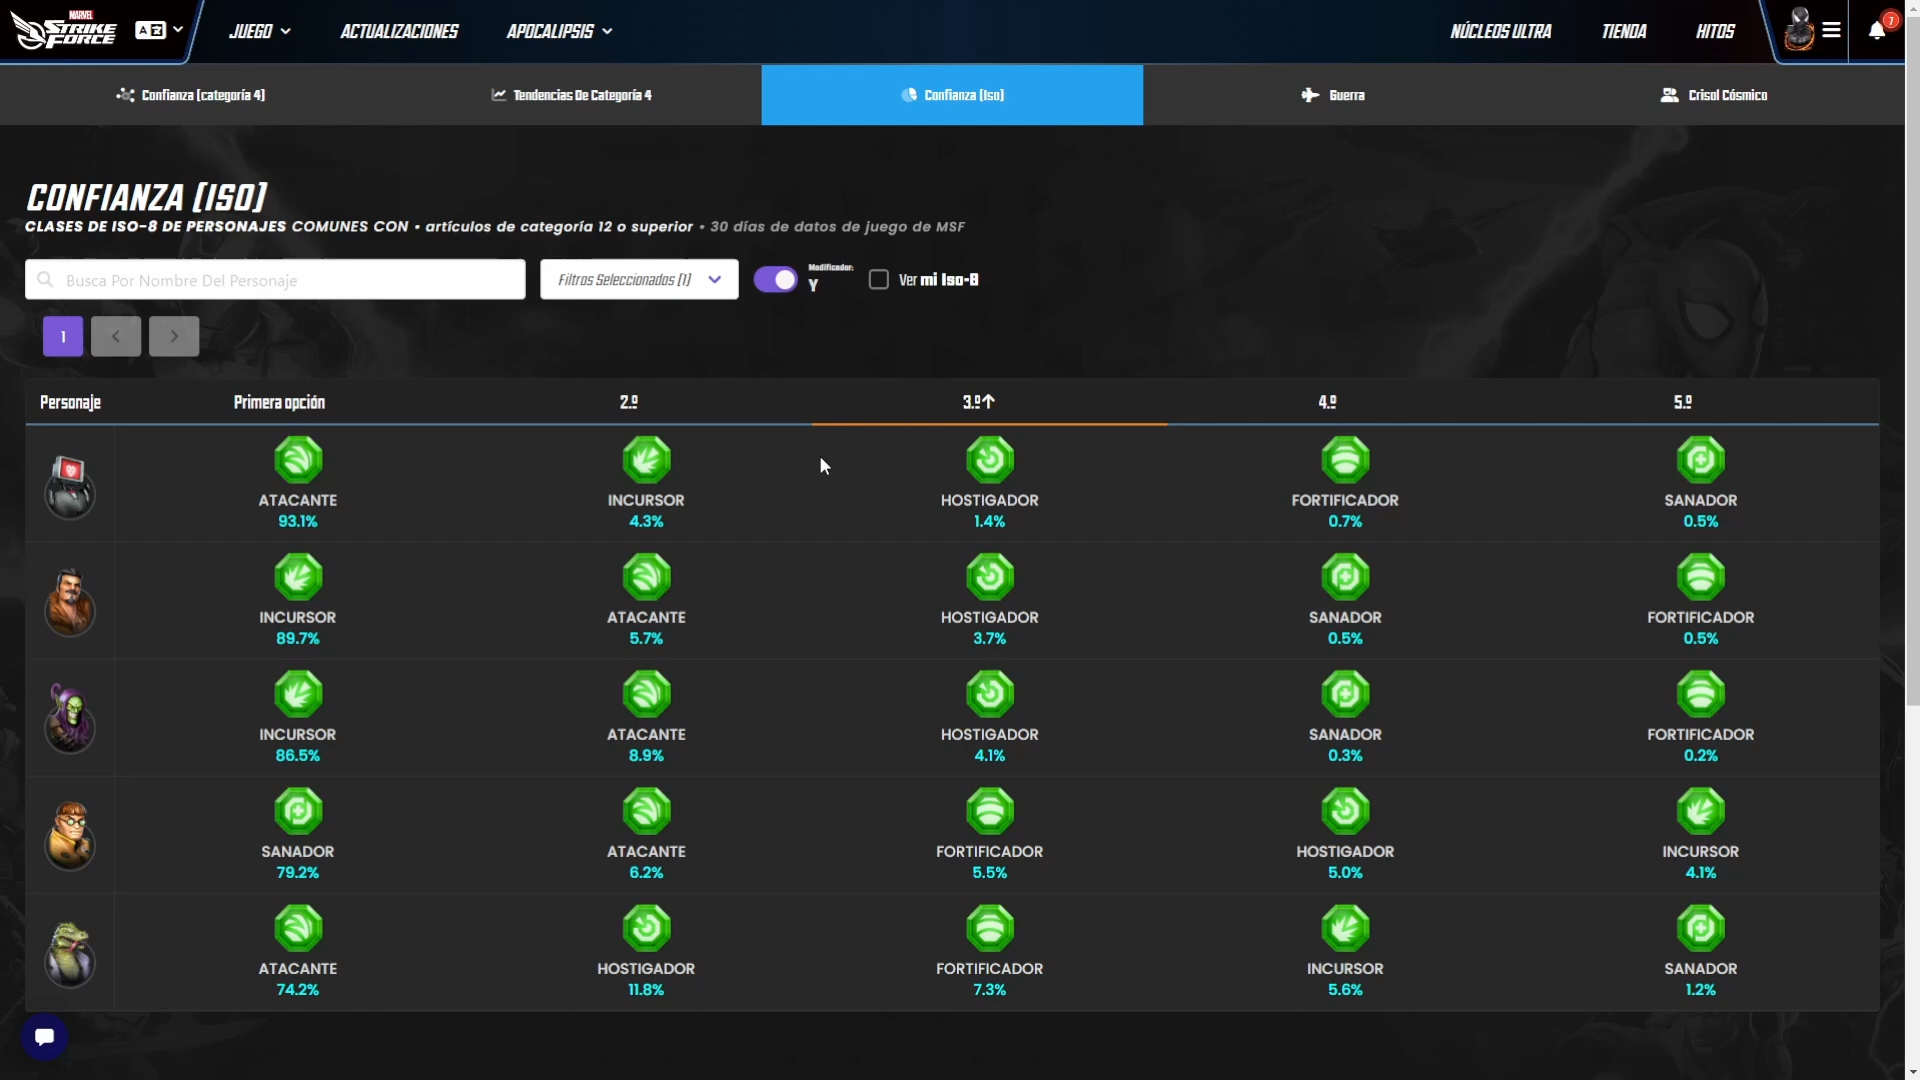 MARVEL
STRIKE
FORCE
JUEGO
ACTUALIZACIONES
APOCALIPSIS
NÚCLEOS ULTRA
TIENDA
HITOS
7
Confianza (categoría 4)
Tendencias De Categoría 4
Confianza (Iso)
Guerra
Crisol Cósmico
CONFIANZA (ISO)
CLASES DE ISO-8 DE PERSONAJES COMUNES CON • artículos de categoría 12 o superior • 30 días de datos de juego de MSF
Busca Por Nombre Del Personaje
Filtros Seleccionados (1)
Modificador:
Y
Ver mi Iso-8
1
Personaje
Primera opción
2.º
3.º
4.º
5.º
ATACANTE
INCURSOR
HOSTIGADOR
FORTIFICADOR
SANADOR
93.1%
4.3%
1.4%
0.7%
0.5%
INCURSOR
ATACANTE
HOSTIGADOR
SANADOR
FORTIFICADOR
89.7%
5.7%
3.7%
0.5%
0.5%
INCURSOR
ATACANTE
HOSTIGADOR
SANADOR
FORTIFICADOR
86.5%
8.9%
4.1%
0.3%
0.2%
SANADOR
ATACANTE
FORTIFICADOR
HOSTIGADOR
INCURSOR
79.2%
6.2%
5.5%
5.0%
4.1%
ATACANTE
HOSTIGADOR
FORTIFICADOR
INCURSOR
SANADOR
74.2%
11.8%
7.3%
5.6%
1.2%